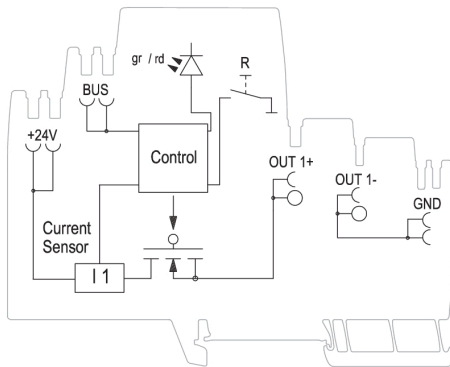 gr / rd
R
BUS
+24V
Control
OUT 1+
OUT 1-
GND
Current
Sensor
I 1